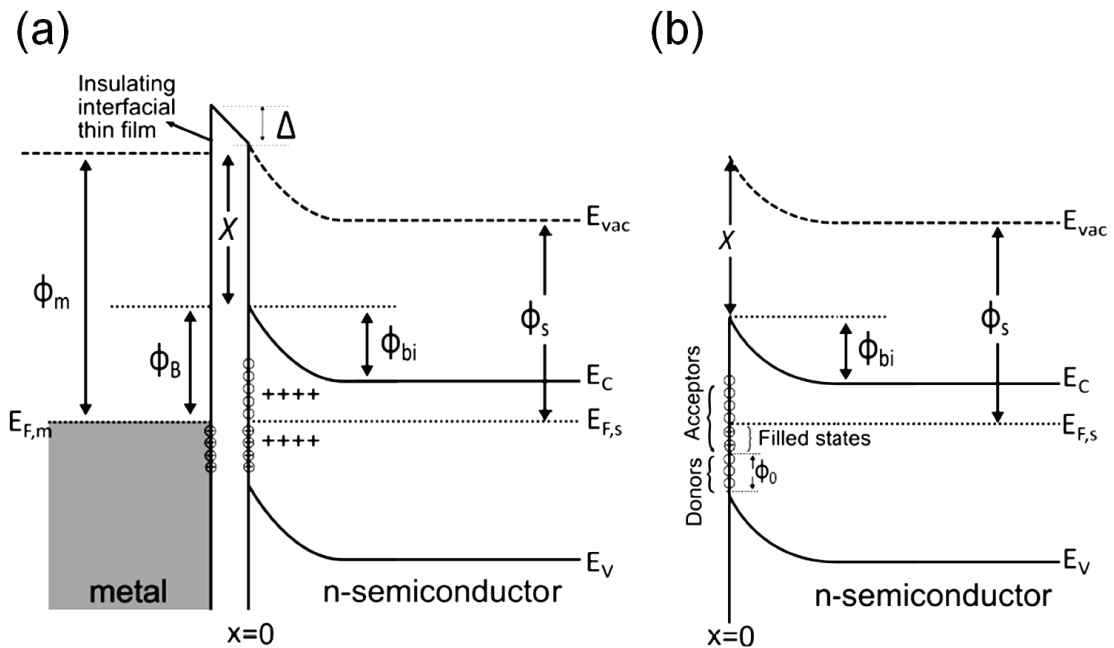 (a)
(b)
Insulating
interfacial
thin film
Δ
χ
E_vac
ϕ_m
ϕ_s
ϕ_B
ϕ_bi
E_C
++++
E_F,m
E_F,s
++++
E_V
metal
n-semiconductor
x=0
χ
E_vac
ϕ_s
ϕ_bi
E_C
Acceptors
E_F,s
Filled states
Donors
ϕ_0
E_V
n-semiconductor
x=0